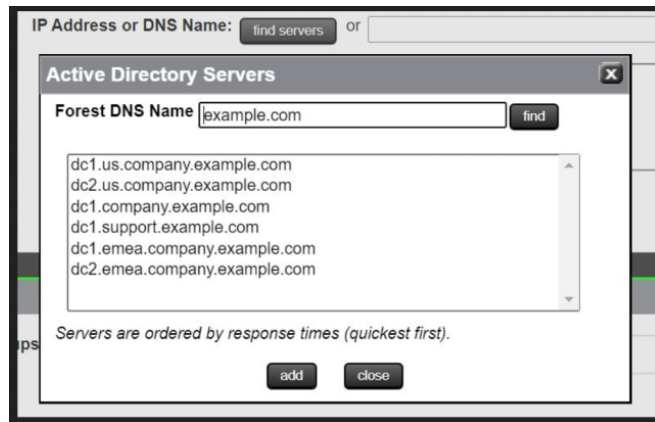 IP Address or DNS Name: find servers or
Active Directory Servers x
Forest DNS Name example.com find
dc1.us.company.example.com
dc2.us.company.example.com
dc1.company.example.com
dc1.support.example.com
dc1.emea.company.example.com
dc2.emea.company.example.com
Servers are ordered by response times (quickest first).
ups
add close